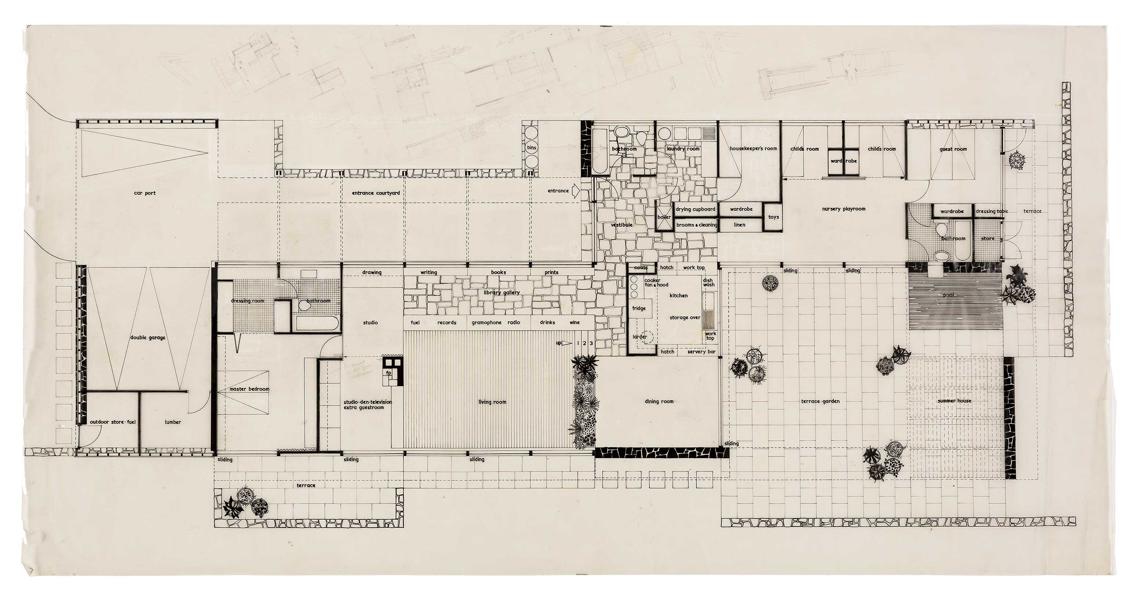 bins
bathroom
laundry room
housekeeper's room
child's room
wardrobe
child's room
guest room
car port
entrance courtyard
entrance
vestibule
boiler
drying cupboard
brooms & cleaning
wardrobe
linen
toys
nursery playroom
wardrobe
dressing table
terrace
bathroom
store
drawing
writing
books
prints
library gallery
hatch
work top
cooker
fan & hood
dish
wash
kitchen
fridge
storage over
larder
work
top
hatch
servery bar
sliding
sliding
pool
dressing room
bathroom
studio
fuel
records
gramophone
radio
drinks
wine
up
1 2 3
double garage
master bedroom
studio-den-television
extra guestroom
living room
dining room
terrace-garden
summer house
outdoor store-fuel
lumber
sliding
sliding
sliding
sliding
terrace